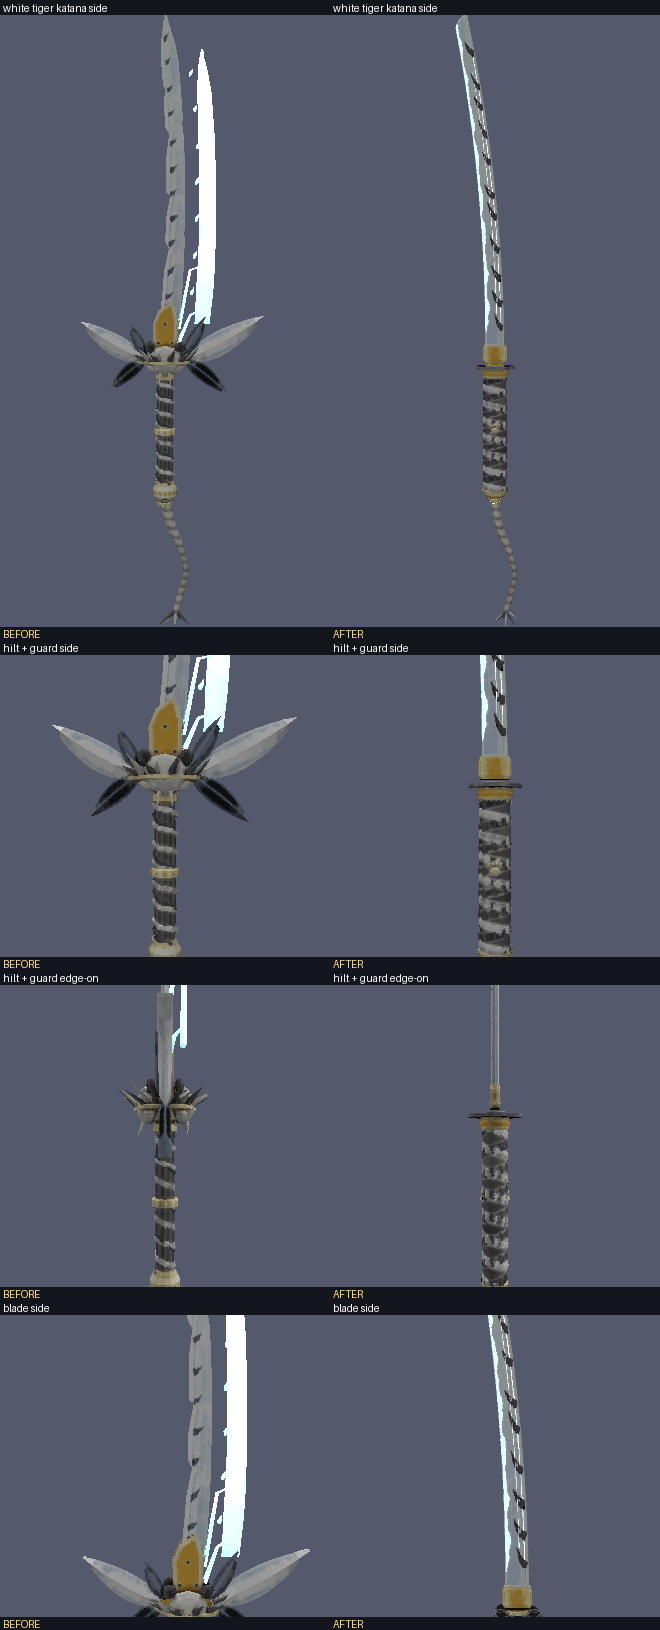 white tiger katana side
white tiger katana side
BEFORE
AFTER
hilt + guard side
hilt + guard side
BEFORE
AFTER
hilt + guard edge-on
hilt + guard edge-on
BEFORE
AFTER
blade side
blade side
BEFORE
AFTER